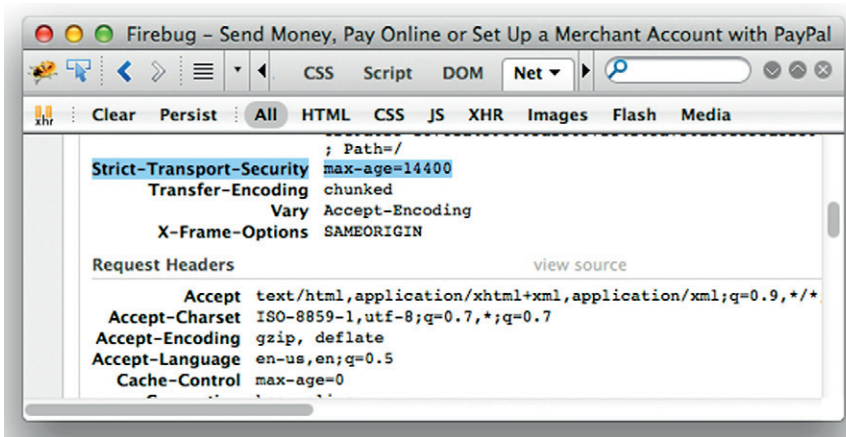 Firebug – Send Money, Pay Online or Set Up a Merchant Account with PayPal
CSS Script DOM Net
xhr Clear Persist All HTML CSS JS XHR Images Flash Media
; Path=/
Strict-Transport-Security max-age=14400
Transfer-Encoding chunked
Vary Accept-Encoding
X-Frame-Options SAMEORIGIN
Request Headers view source
Accept text/html,application/xhtml+xml,application/xml;q=0.9,*/*
Accept-Charset ISO-8859-1,utf-8;q=0.7,*;q=0.7
Accept-Encoding gzip, deflate
Accept-Language en-us,en;q=0.5
Cache-Control max-age=0